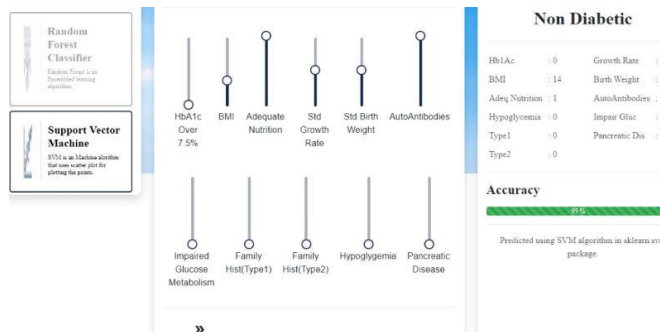 Random
Forest
Classifier
Random Forest is an
Ensembled learning
algorithm.
Support Vector
Machine
SVM is an Machine alorithm
that uses scatter plot for
plotting the points.
HbA1c
Over
7.5%
BMI
Adequate
Nutrition
Std
Growth
Rate
Std Birth
Weight
AutoAntibodies
Impaired
Glucose
Metabolism
Family
Hist(Type1)
Family
Hist(Type2)
Hypoglygemia
Pancreatic
Disease
»
Non Diabetic
Hb1Ac : 0 Growth Rate :
BMI : 14 Birth Weight :
Adeq Nutrition : 1 AutoAntibodies :
Hypoglycemis : 0 Impair Gluc :
Type1 : 0 Pancreatic Dis :
Type2 : 0
Accuracy
Predicted using SVM algorithm in sklearn.svm
package.